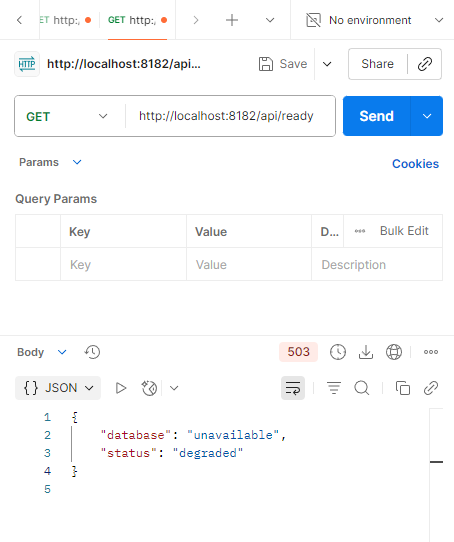 GET http:,
GET http:,
No environment
HTTP http://localhost:8182/api...
Save
Share
GET
http://localhost:8182/api/ready
Send
Params
Cookies
Query Params
Key Value D... Bulk Edit
Key Value Description
Body
503
{} JSON
1 {
2 "database": "unavailable",
3 "status": "degraded"
4 }
5